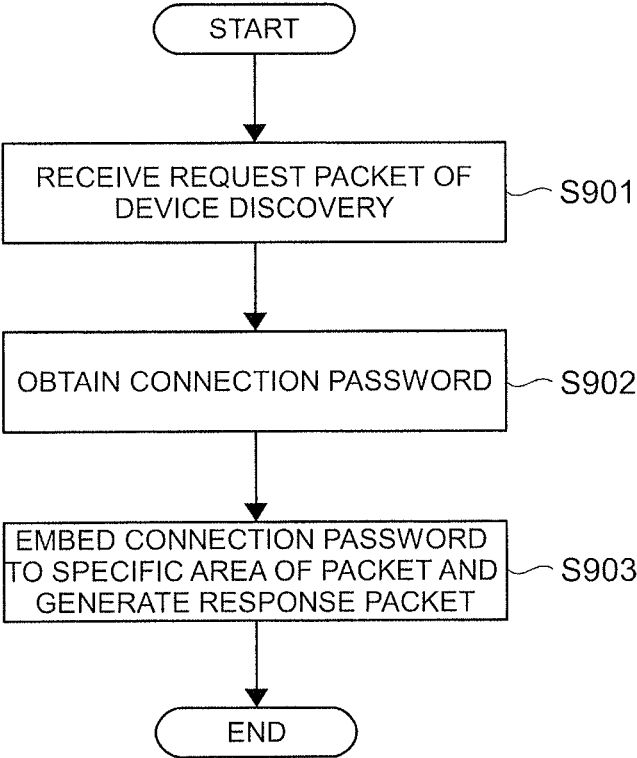 START
RECEIVE REQUEST PACKET OF
DEVICE DISCOVERY
S901
OBTAIN CONNECTION PASSWORD
S902
EMBED CONNECTION PASSWORD
TO SPECIFIC AREA OF PACKET AND
GENERATE RESPONSE PACKET
S903
END